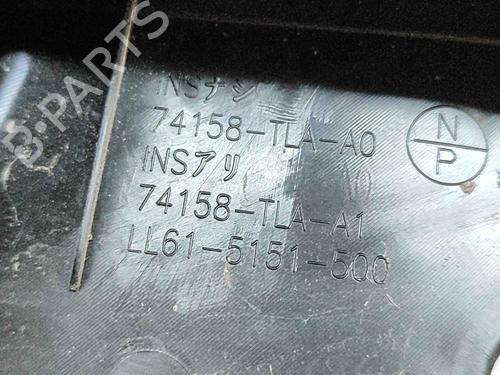 INSナシ
74158-TLA-A0
INSアリ
74158-TLA-A1
LL61-5151-500
N
P
B-PARTS